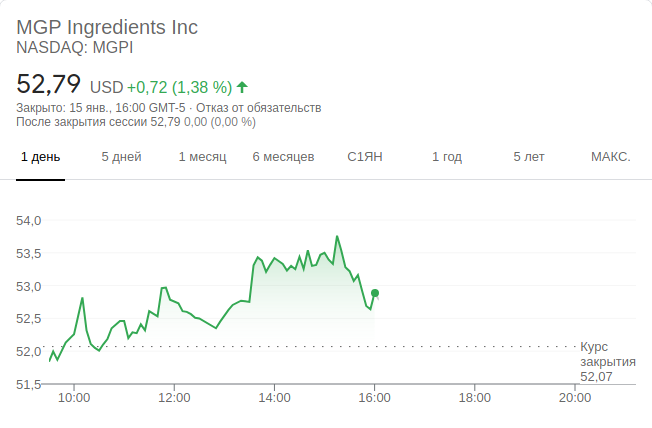 MGP Ingredients Inc
NASDAQ: MGPI
52,79 USD +0,72 (1,38 %)
Закрыто: 15 янв., 16:00 GMT-5 · Отказ от обязательств
После закрытия сессии 52,79 0,00 (0,00 %)
1 день 5 дней 1 месяц 6 месяцев С1ЯН 1 год 5 лет МАКС.
54,0
53,5
53,0
52,5
52,0
51,5
Курс
закрытия
52,07
10:00 12:00 14:00 16:00 18:00 20:00